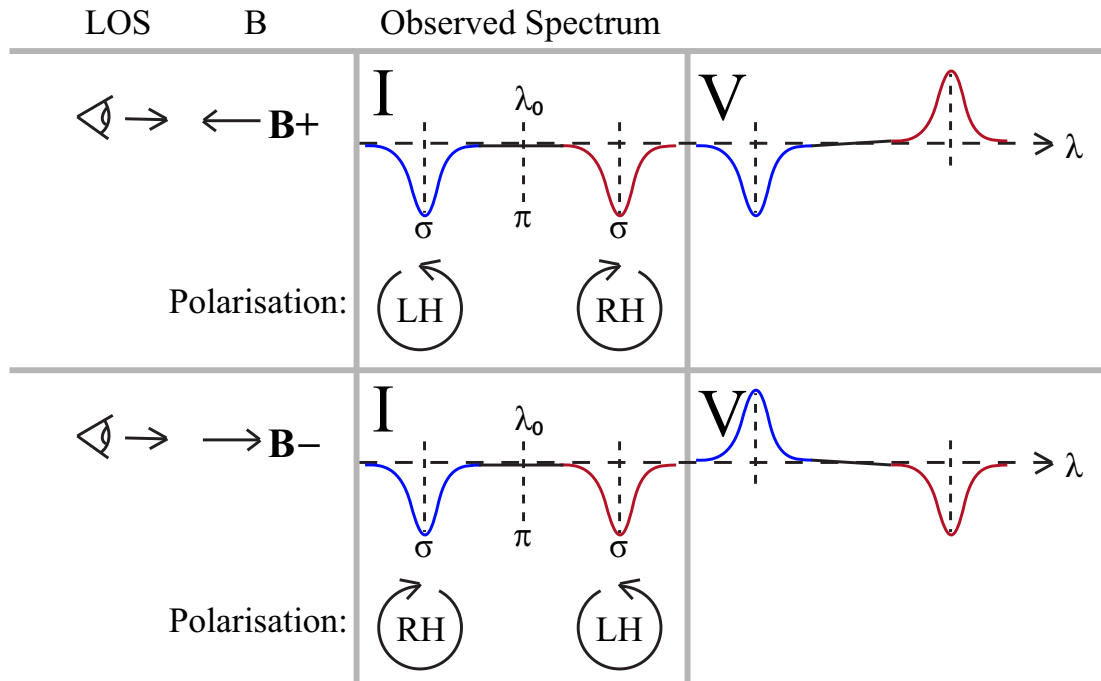 LOS B Observed Spectrum
I V
λ₀
B+
λ
σ π σ
LH RH
Polarisation:
I V
λ₀
B−
λ
σ π σ
RH LH
Polarisation: